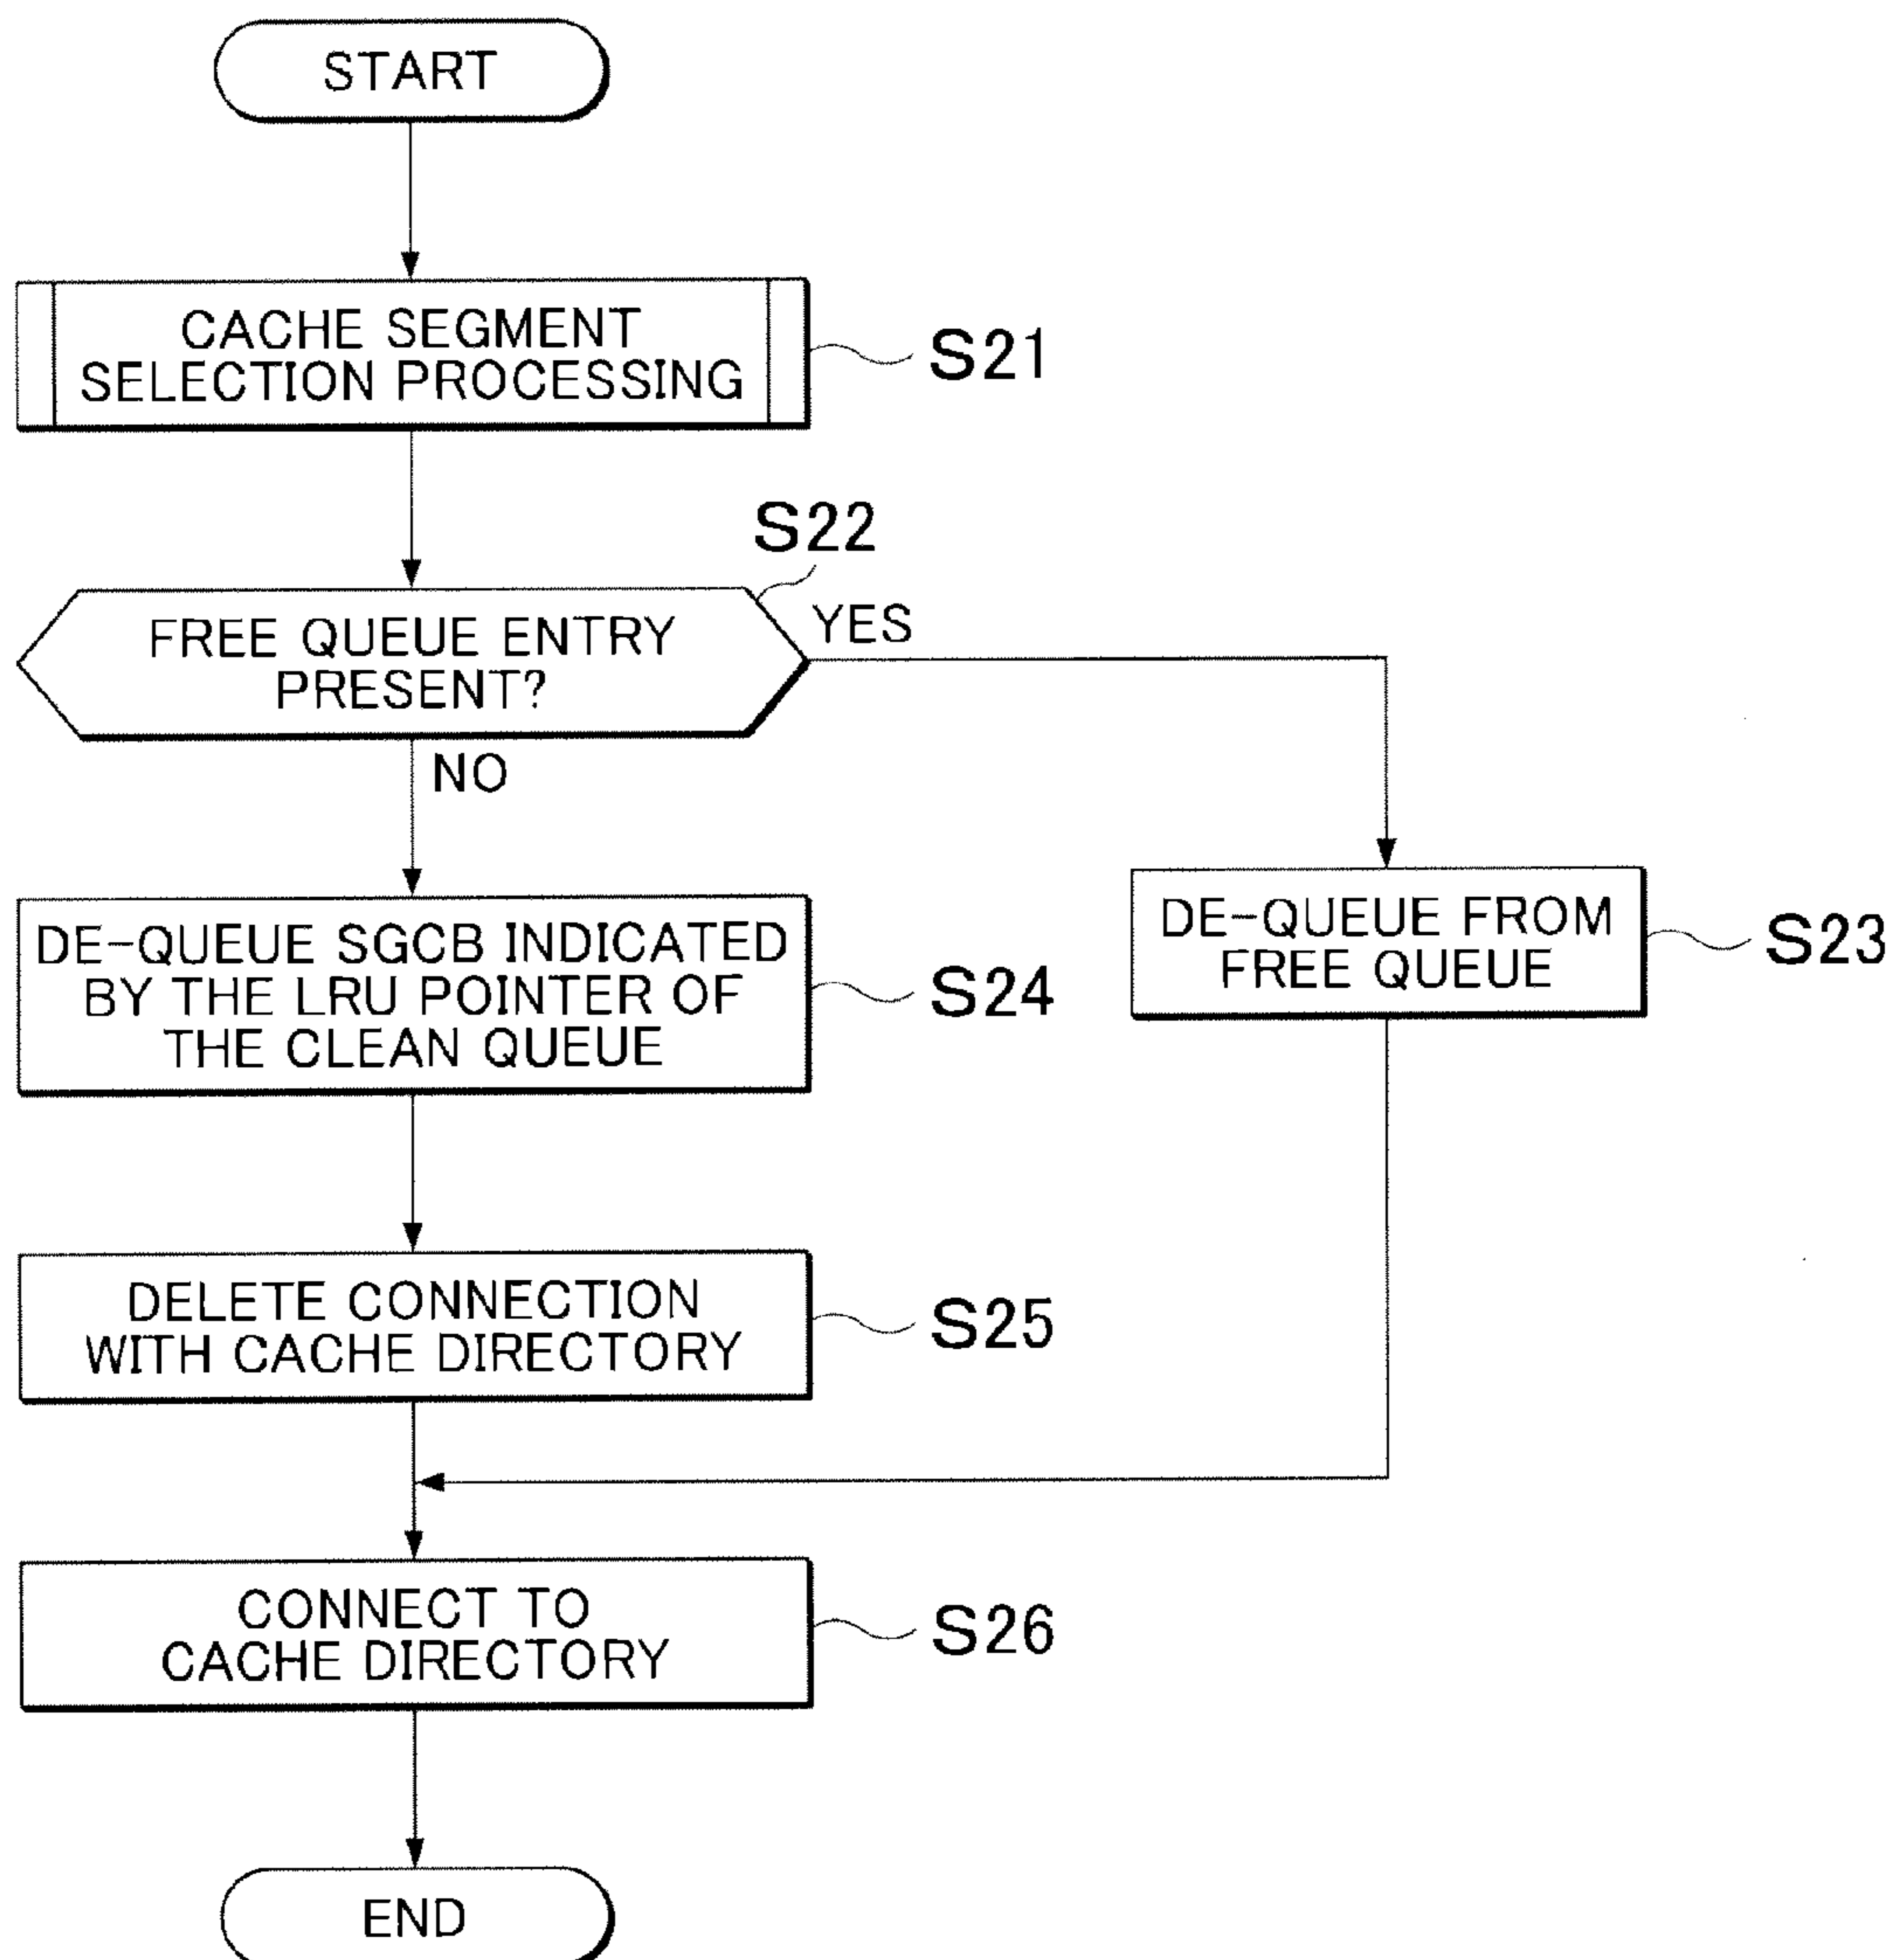 START
CACHE SEGMENT
SELECTION PROCESSING
S21
S22
FREE QUEUE ENTRY
PRESENT?
YES
NO
DE-QUEUE FROM
FREE QUEUE
S23
DE-QUEUE SGCB INDICATED
BY THE LRU POINTER OF
THE CLEAN QUEUE
S24
DELETE CONNECTION
WITH CACHE DIRECTORY
S25
CONNECT TO
CACHE DIRECTORY
S26
END